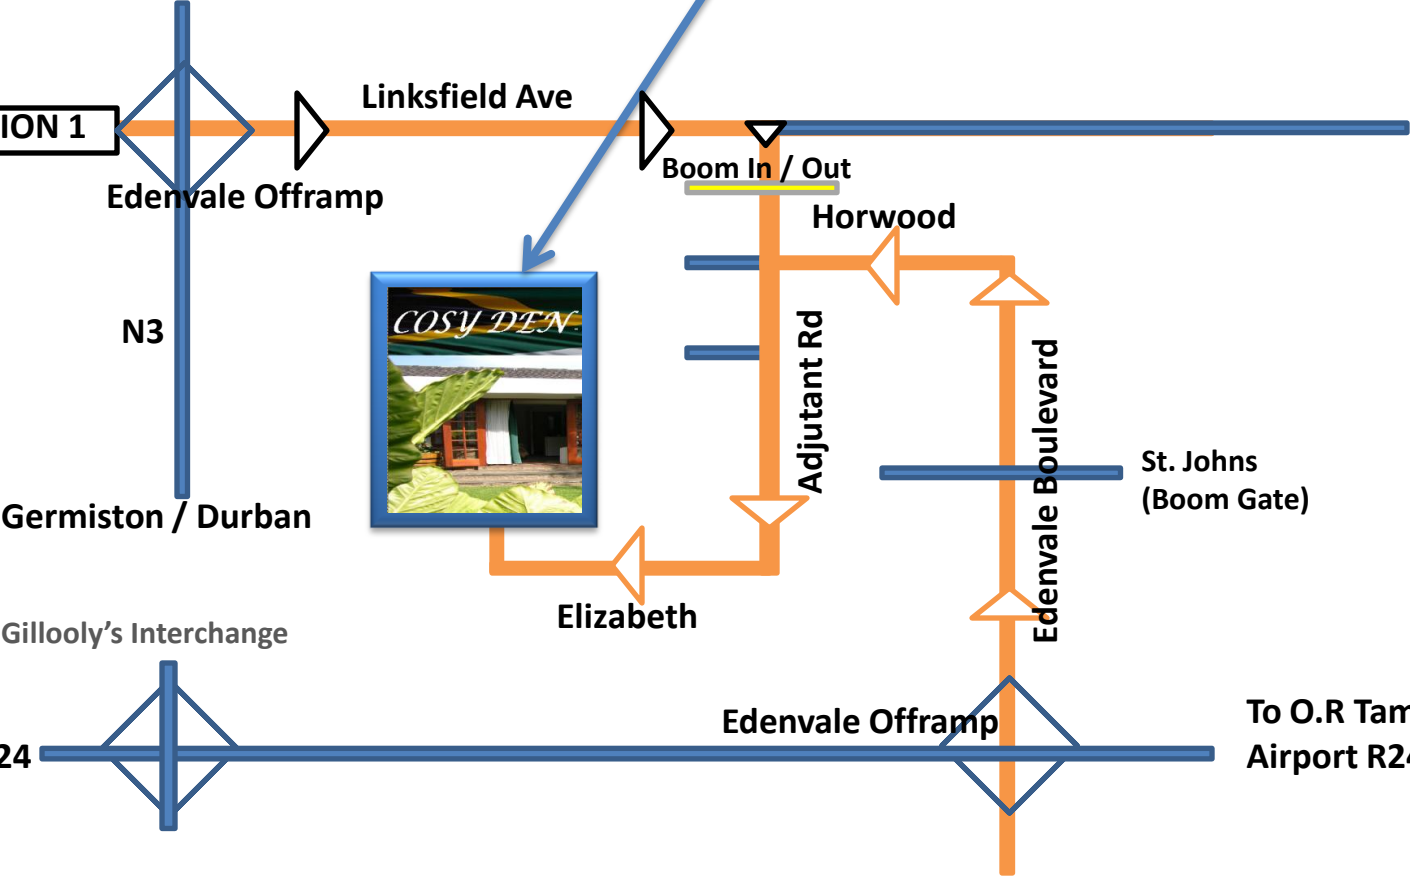 Linksfield Ave
ION 1
Boom In / Out
Edenvale Offramp
Horwood
COSY DEN
N3
Adjutant Rd
Edenvale Boulevard
St. Johns
(Boom Gate)
Germiston / Durban
Elizabeth
Gillooly’s Interchange
Edenvale Offramp
To O.R Tam
24
Airport R24